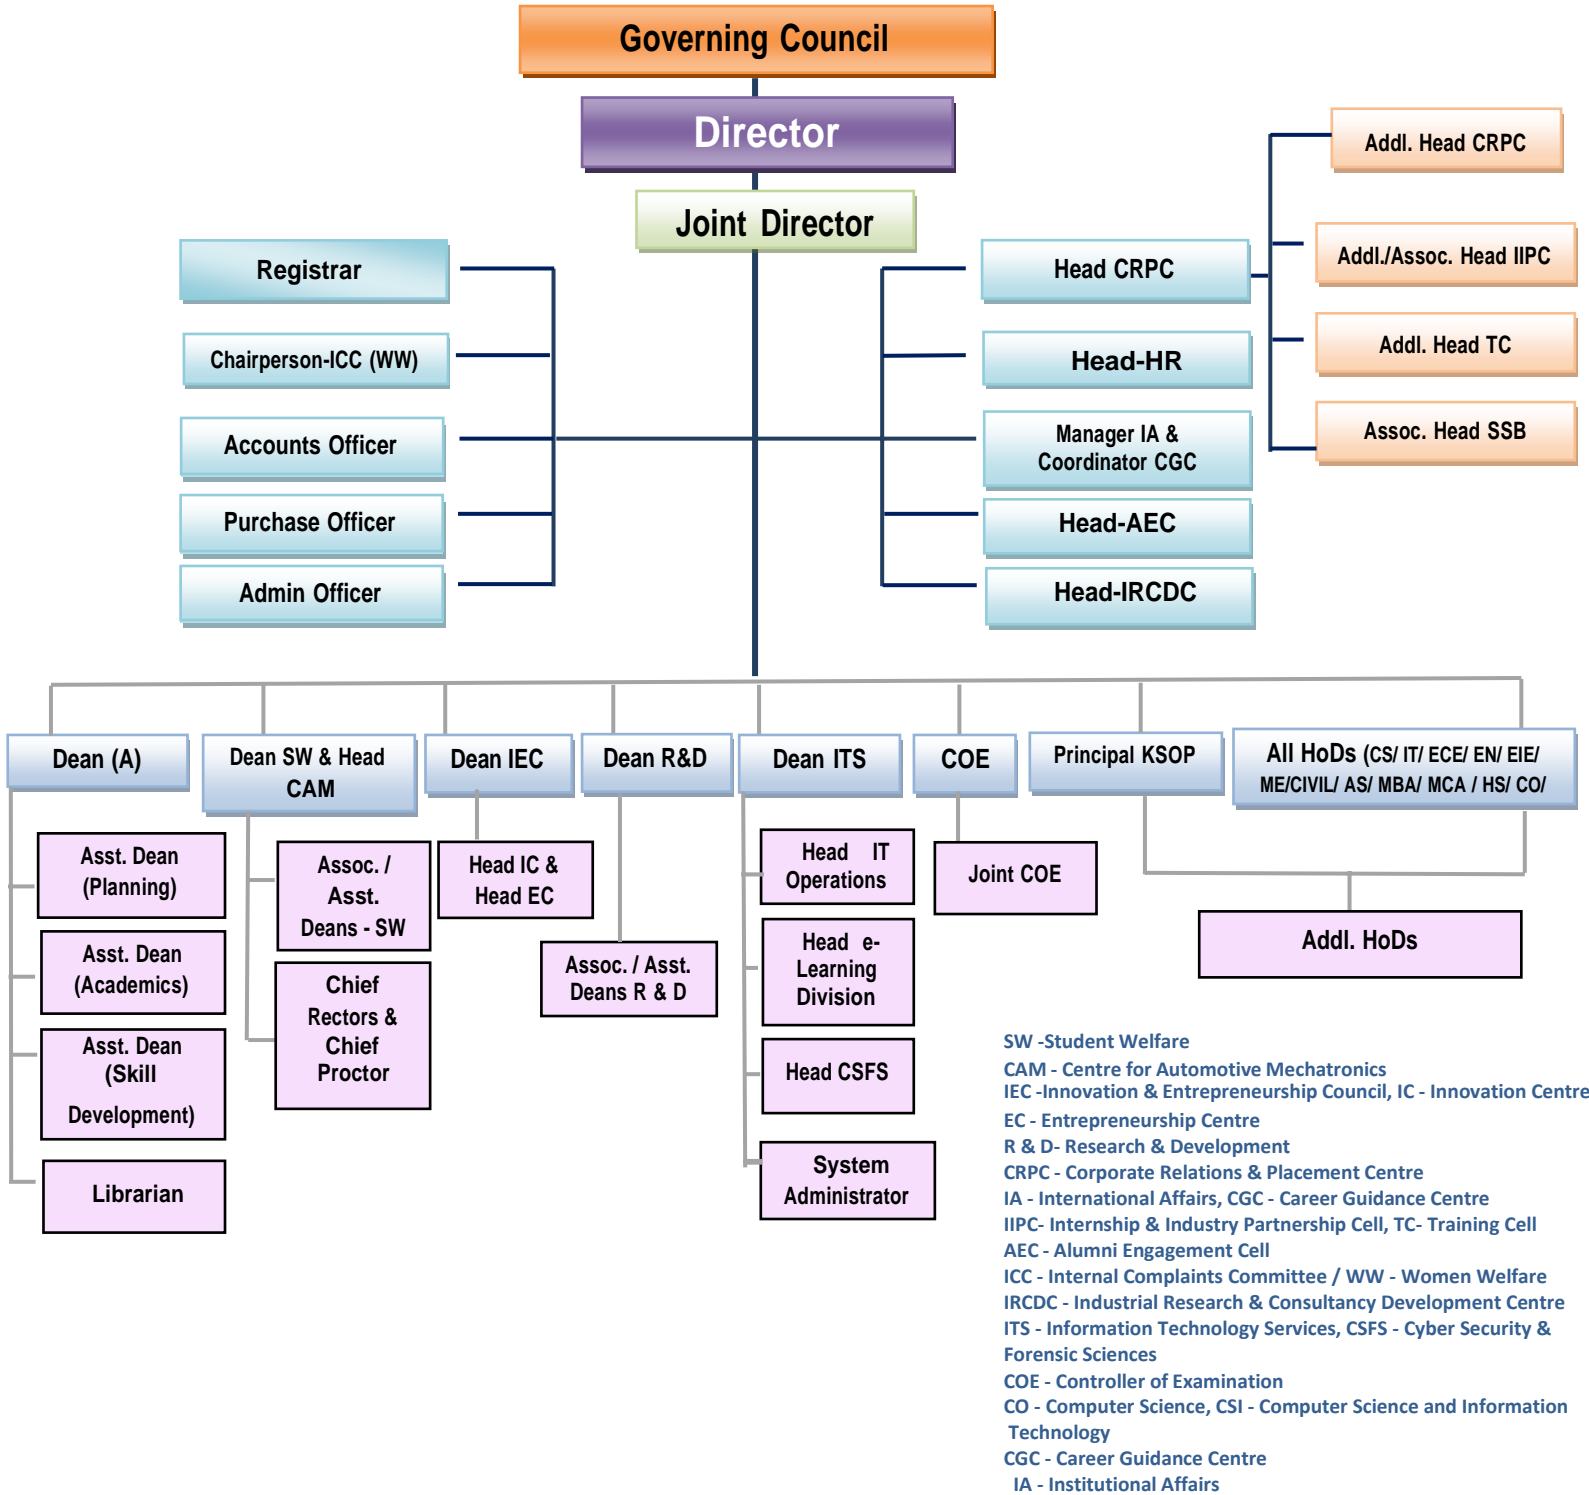 Governing Council
Director
Joint Director
Registrar
Chairperson-ICC (WW)
Accounts Officer
Purchase Officer
Admin Officer
Head CRPC
Head-HR
Manager IA &
Coordinator CGC
Head-AEC
Head-IRCDC
Addl. Head CRPC
Addl./Assoc. Head IIPC
Addl. Head TC
Assoc. Head SSB
Dean (A)
Dean SW & Head
CAM
Dean IEC
Dean R&D
Dean ITS
COE
Principal KSOP
All HoDs (CS/ IT/ ECE/ EN/ EIE/
ME/CIVIL/ AS/ MBA/ MCA / HS/ CO/
Asst. Dean
(Planning)
Asst. Dean
(Academics)
Asst. Dean
(Skill
Development)
Librarian
Assoc. /
Asst.
Deans - SW
Chief
Rectors &
Chief
Proctor
Head IC &
Head EC
Assoc. / Asst.
Deans R & D
Head IT
Operations
Head e-
Learning
Division
Head CSFS
System
Administrator
Joint COE
Addl. HoDs
SW -Student Welfare
CAM - Centre for Automotive Mechatronics
IEC -Innovation & Entrepreneurship Council, IC - Innovation Centre
EC - Entrepreneurship Centre
R & D- Research & Development
CRPC - Corporate Relations & Placement Centre
IA - International Affairs, CGC - Career Guidance Centre
IIPC- Internship & Industry Partnership Cell, TC- Training Cell
AEC - Alumni Engagement Cell
ICC - Internal Complaints Committee / WW - Women Welfare
IRCDC - Industrial Research & Consultancy Development Centre
ITS - Information Technology Services, CSFS - Cyber Security &
Forensic Sciences
COE - Controller of Examination
CO - Computer Science, CSI - Computer Science and Information
Technology
CGC - Career Guidance Centre
IA - Institutional Affairs